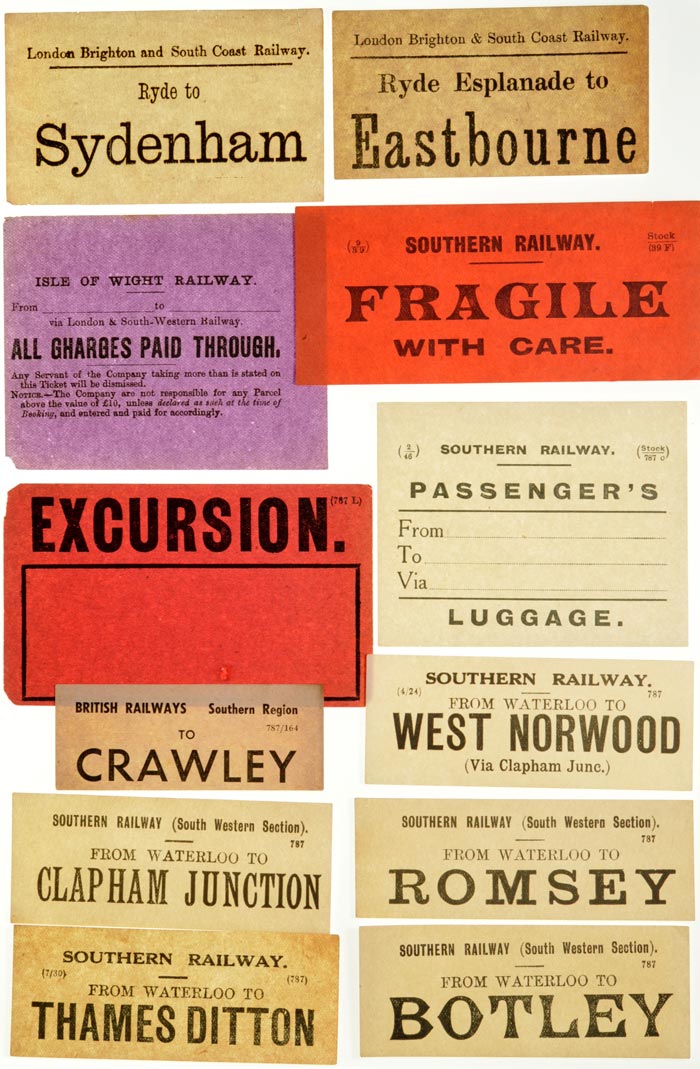 London Brighton and South Coast Railway.
Ryde to
Sydenham
London Brighton & South Coast Railway.
Ryde Esplanade to
Eastbourne
ISLE OF WIGHT RAILWAY.
From to
via London & South-Western Railway.
ALL CHARGES PAID THROUGH.
Any Servant of the Company taking more than is stated on
this Ticket will be dismissed.
NOTICE.—The Company are not responsible for any Parcel
above the value of £10, unless declared as such at the time of
Booking, and entered and paid for accordingly.
SOUTHERN RAILWAY.
Stock
(39 F)
FRAGILE
WITH CARE.
EXCURSION.
(787 L)
(2/46) SOUTHERN RAILWAY. (Stock
PASSENGER'S
From
To
Via
LUGGAGE.
BRITISH RAILWAYS Southern Region
787/164
TO
CRAWLEY
SOUTHERN RAILWAY.
(4/24) 787
FROM WATERLOO TO
WEST NORWOOD
(Via Clapham Junc.)
SOUTHERN RAILWAY (South Western Section).
787
FROM WATERLOO TO
CLAPHAM JUNCTION
SOUTHERN RAILWAY (South Western Section).
787
FROM WATERLOO TO
ROMSEY
SOUTHERN RAILWAY.
(7/30) (787)
FROM WATERLOO TO
THAMES DITTON
SOUTHERN RAILWAY (South Western Section).
787
FROM WATERLOO TO
BOTLEY